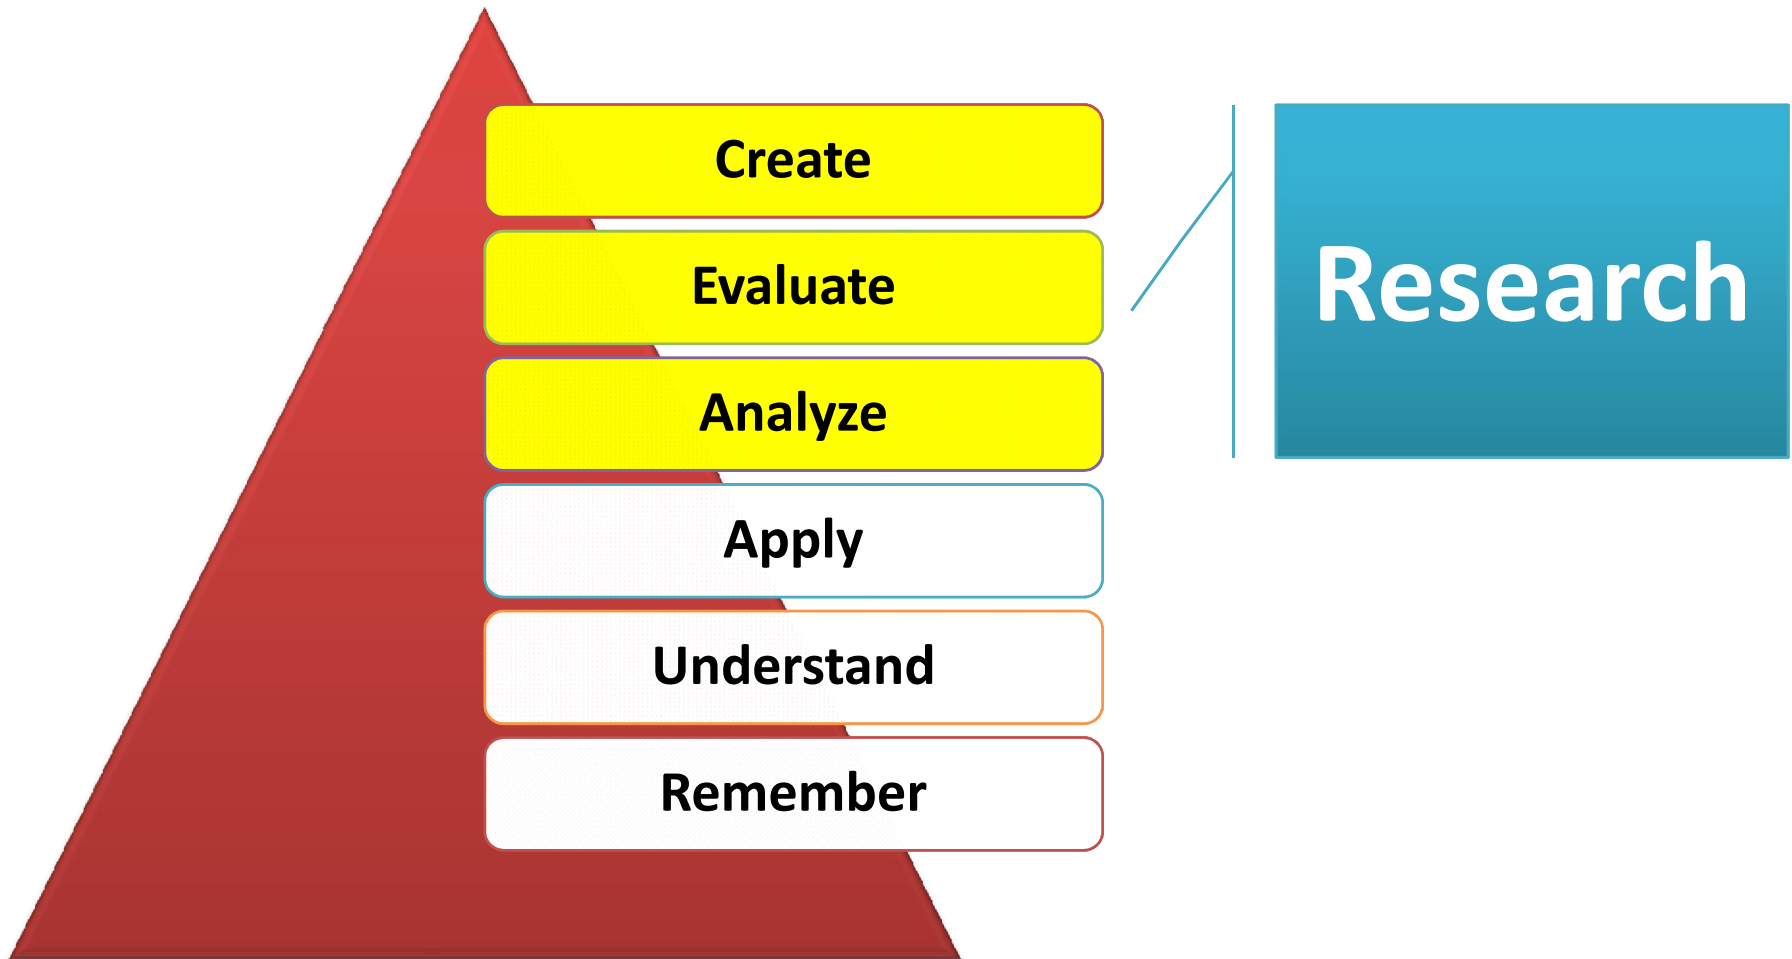 Create
Evaluate
Analyze
Apply
Understand
Remember
Research